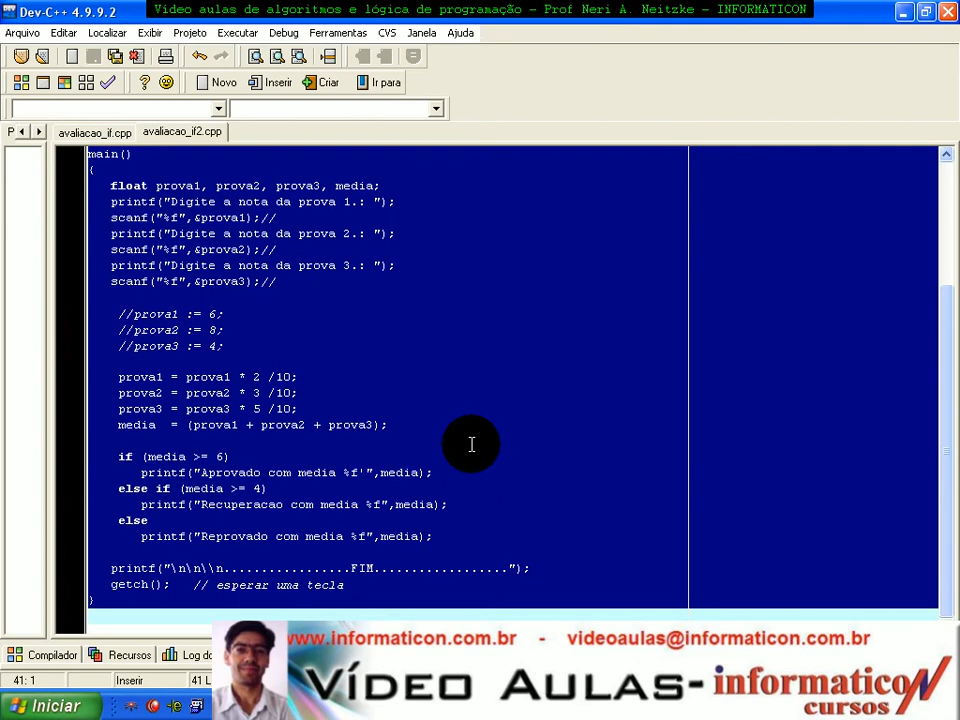 Dev-C++ 4.9.9.2
Vídeo aulas de algoritmos e lógica de programação – Prof Neri A. Neitzke – INFORMATICON
Arquivo Editar Localizar Exibir Projeto Executar Debug Ferramentas CVS Janela Ajuda
Novo Inserir Criar Ir para
P avaliacao_if.cpp avaliacao_if2.cpp
main()
{
float prova1, prova2, prova3, media;
printf("Digite a nota da prova 1.: ");
scanf("%f",&prova1);//
printf("Digite a nota da prova 2.: ");
scanf("%f",&prova2);//
printf("Digite a nota da prova 3.: ");
scanf("%f",&prova3);//
//prova1 := 6;
//prova2 := 8;
//prova3 := 4;
prova1 = prova1 * 2 /10;
prova2 = prova2 * 3 /10;
prova3 = prova3 * 5 /10;
media  = (prova1 + prova2 + prova3);
if (media >= 6)
printf("Aprovado com media %f'",media);
else if (media >= 4)
printf("Recuperacao com media %f",media);
else
printf("Reprovado com media %f",media);
printf("\n\n\\n.................FIM..................");
getch();   // esperar uma tecla
}
www.informaticon.com.br - videoaulas@informaticon.com.br
Compilador Recursos Log do
Vídeo Aulas- informaticon
cursos
41: 1 Inserir 41 L
Iniciar